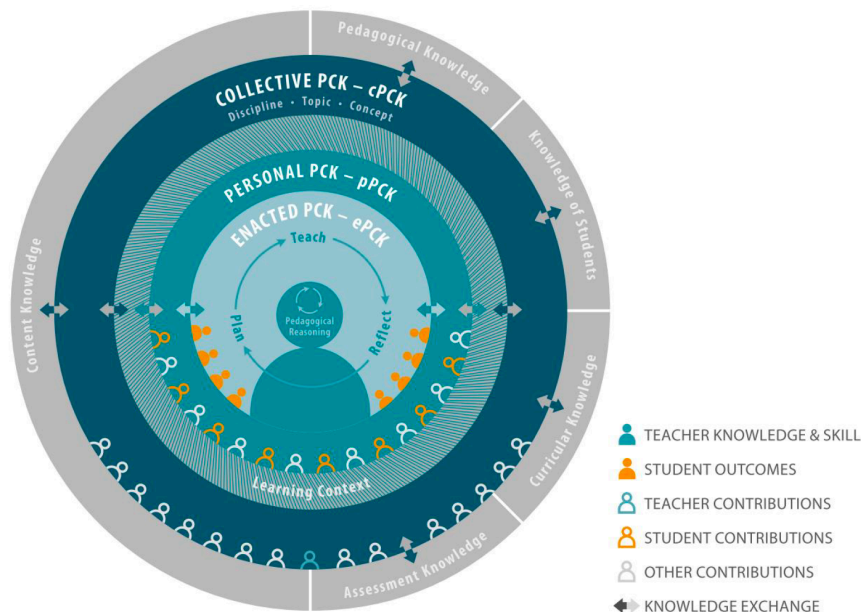 Pedagogical Knowledge
COLLECTIVE PCK – cPCK
Discipline • Topic • Concept
Knowledge of Students
PERSONAL PCK – pPCK
ENACTED PCK – ePCK
Teach
Content Knowledge
Plan
Pedagogical
Reasoning
Reflect
Curricular Knowledge
Learning Context
Assessment Knowledge
TEACHER KNOWLEDGE & SKILL
STUDENT OUTCOMES
TEACHER CONTRIBUTIONS
STUDENT CONTRIBUTIONS
OTHER CONTRIBUTIONS
KNOWLEDGE EXCHANGE